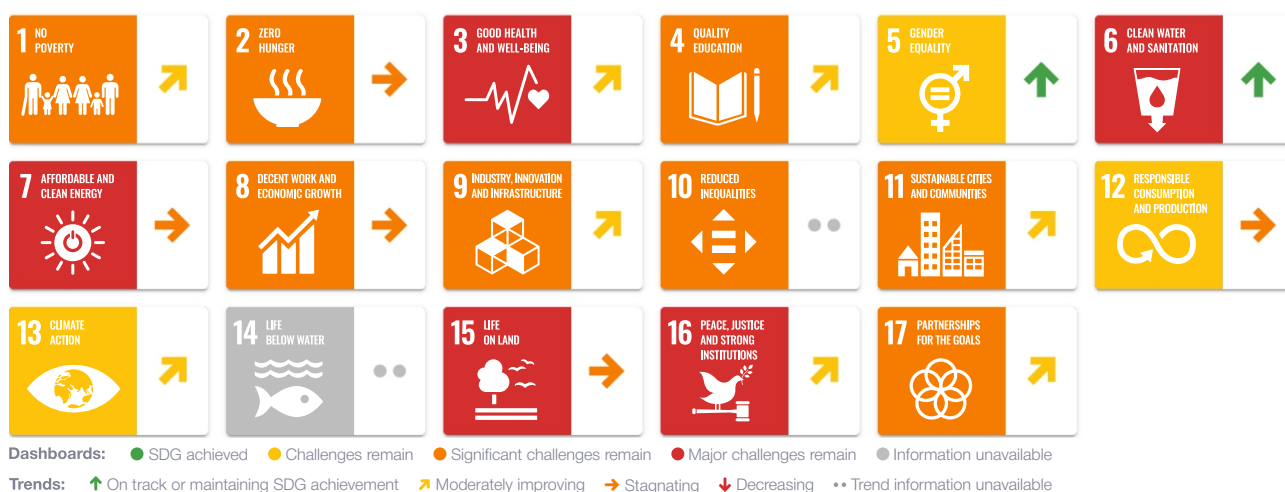 1 NO
POVERTY
2 ZERO
HUNGER
3 GOOD HEALTH
AND WELL-BEING
4 QUALITY
EDUCATION
5 GENDER
EQUALITY
6 CLEAN WATER
AND SANITATION
7 AFFORDABLE AND
CLEAN ENERGY
8 DECENT WORK AND
ECONOMIC GROWTH
9 INDUSTRY, INNOVATION
AND INFRASTRUCTURE
10 REDUCED
INEQUALITIES
11 SUSTAINABLE CITIES
AND COMMUNITIES
12 RESPONSIBLE
CONSUMPTION
AND PRODUCTION
13 CLIMATE
ACTION
14 LIFE
BELOW WATER
15 LIFE
ON LAND
16 PEACE, JUSTICE
AND STRONG
INSTITUTIONS
17 PARTNERSHIPS
FOR THE GOALS
Dashboards: SDG achieved Challenges remain Significant challenges remain Major challenges remain Information unavailable
Trends: On track or maintaining SDG achievement Moderately improving Stagnating Decreasing Trend information unavailable